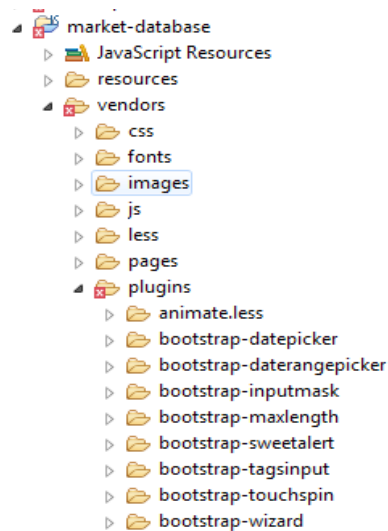 market-database
JavaScript Resources
resources
vendors
css
fonts
images
js
less
pages
plugins
animate.less
bootstrap-datepicker
bootstrap-daterangepicker
bootstrap-inputmask
bootstrap-maxlength
bootstrap-sweetalert
bootstrap-tagsinput
bootstrap-touchspin
bootstrap-wizard